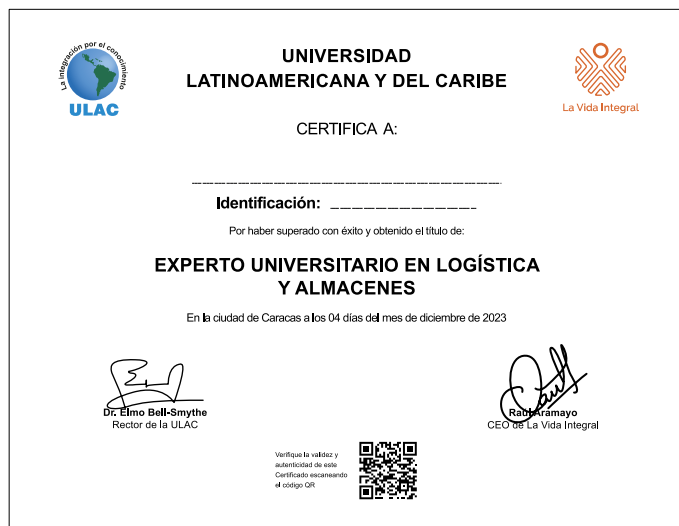 La integración por el conocimiento
ULAC
UNIVERSIDAD
LATINOAMERICANA Y DEL CARIBE
La Vida Integral
CERTIFICA A:
Identificación:
Por haber superado con éxito y obtenido el título de:
EXPERTO UNIVERSITARIO EN LOGÍSTICA
Y ALMACENES
En la ciudad de Caracas a los 04 días del mes de diciembre de 2023
Dr. Elmo Bell-Smythe
Rector de la ULAC
Raúl Aramayo
CEO de La Vida Integral
Verifique la validez y
autenticidad de este
Certificado escaneando
el código QR